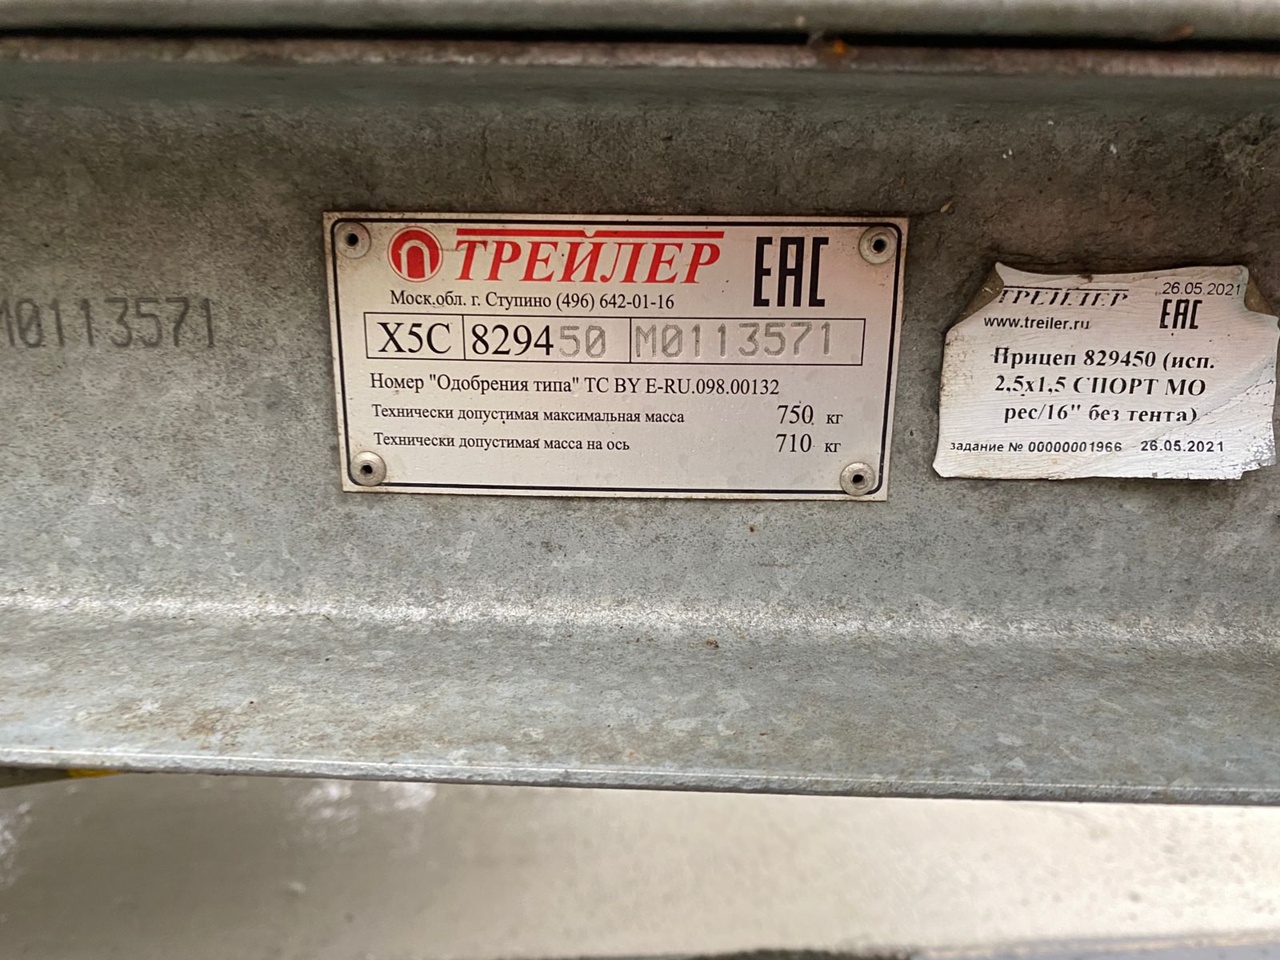 M0113571
ТРЕЙЛЕР EAC
Моск.обл. г. Ступино (496) 642-01-16
X5C 829450 M0113571
Номер "Одобрения типа" ТС BY E-RU.098.00132
Технически допустимая максимальная масса 750 кг
Технически допустимая масса на ось 710 кг
ТРЕЙЛЕР 26.05.2021
www.treiler.ru EAC
Прицеп 829450 (исп.
2,5х1,5 СПОРТ МО
рес/16" без тента)
задание № 00000001966 26.05.2021